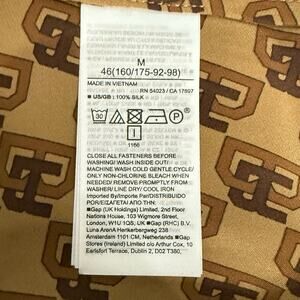 M
46(160/175-92-98)
MADE IN VIETNAM
RN 54023 / CA 17897
■ US/GB : 100% SILK
30
I
1166
CLOSE ALL FASTENERS BEFORE
WASHING/ WASH INSIDE OUT/
MACHINE WASH COLD GENTLE CYCLE/
ONLY NON-CHLORINE BLEACH WHEN
NEEDED/ REMOVE PROMPTLY FROM
WASHER/ LINE DRY/ COOL IRON
Imported by/Importe Par/DISTRIBUIDO
POR/ΕΙΣΑΓΕΤΑΙ ΑΠΟ ΤΗΝ:
■Gap (UK Holdings) Limited, 2nd Floor
Nations House, 103 Wigmore Street,
London, W1U 1QS, UK ■Gap (RHC) B.V.
Luna ArenA Herikerbergweg 238
Amsterdam 1101 CM, Netherlands ■Gap
Stores (Ireland) Limited c/o Arthur Cox, 10
Earlsfort Terrace, Dublin 2, D02 T380,